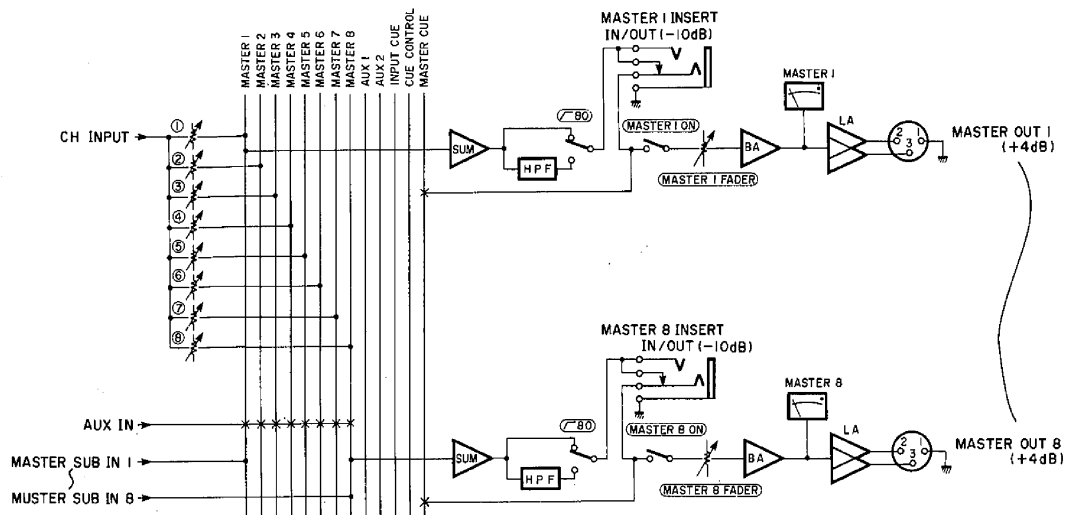 MASTER 1
MASTER 2
MASTER 3
MASTER 4
MASTER 5
MASTER 6
MASTER 7
MASTER 8
AUX 1
AUX 2
INPUT CUE
CUE CONTROL
MASTER CUE
CH INPUT
①
②
③
④
⑤
⑥
⑦
⑧
AUX IN
MASTER SUB IN 1
MUSTER SUB IN 8
MASTER 1 INSERT
IN/OUT (-10dB)
SUM
80
HPF
MASTER 1 ON
MASTER 1 FADER
BA
MASTER 1
LA
2 1
3
MASTER OUT 1
(+4dB)
MASTER 8 INSERT
IN/OUT (-10dB)
SUM
80
HPF
MASTER 8 ON
MASTER 8 FADER
BA
MASTER 8
LA
2 1
3
MASTER OUT 8
(+4dB)